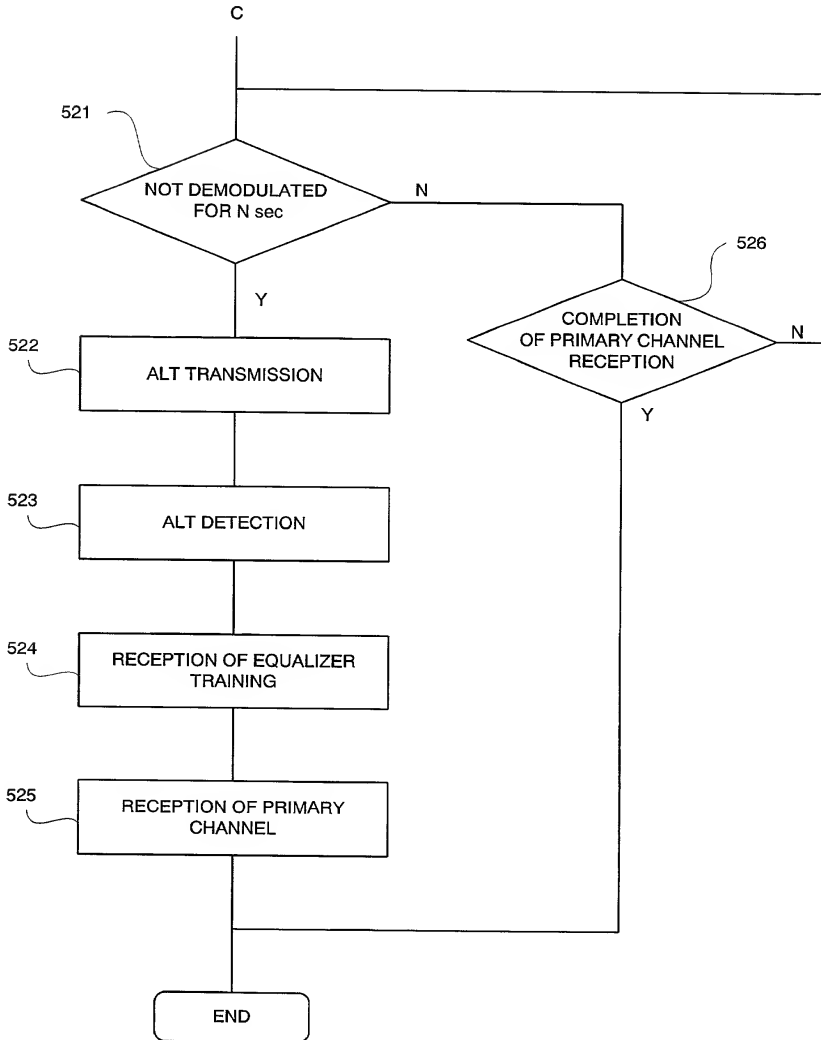 C
521
NOT DEMODULATED
FOR N sec
N
526
Y
COMPLETION
OF PRIMARY CHANNEL
RECEPTION
N
522
ALT TRANSMISSION
Y
523
ALT DETECTION
524
RECEPTION OF EQUALIZER
TRAINING
525
RECEPTION OF PRIMARY
CHANNEL
END